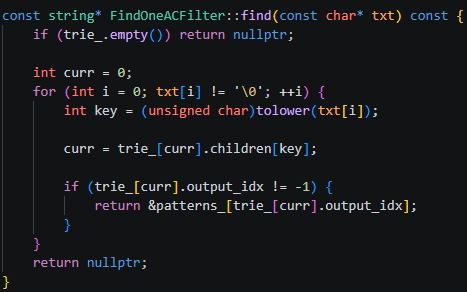 const string* FindOneACFilter::find(const char* txt) const {
    if (trie_.empty()) return nullptr;

    int curr = 0;
    for (int i = 0; txt[i] != '\0'; ++i) {
        int key = (unsigned char)tolower(txt[i]);

        curr = trie_[curr].children[key];

        if (trie_[curr].output_idx != -1) {
            return &patterns_[trie_[curr].output_idx];
        }
    }
    return nullptr;
}